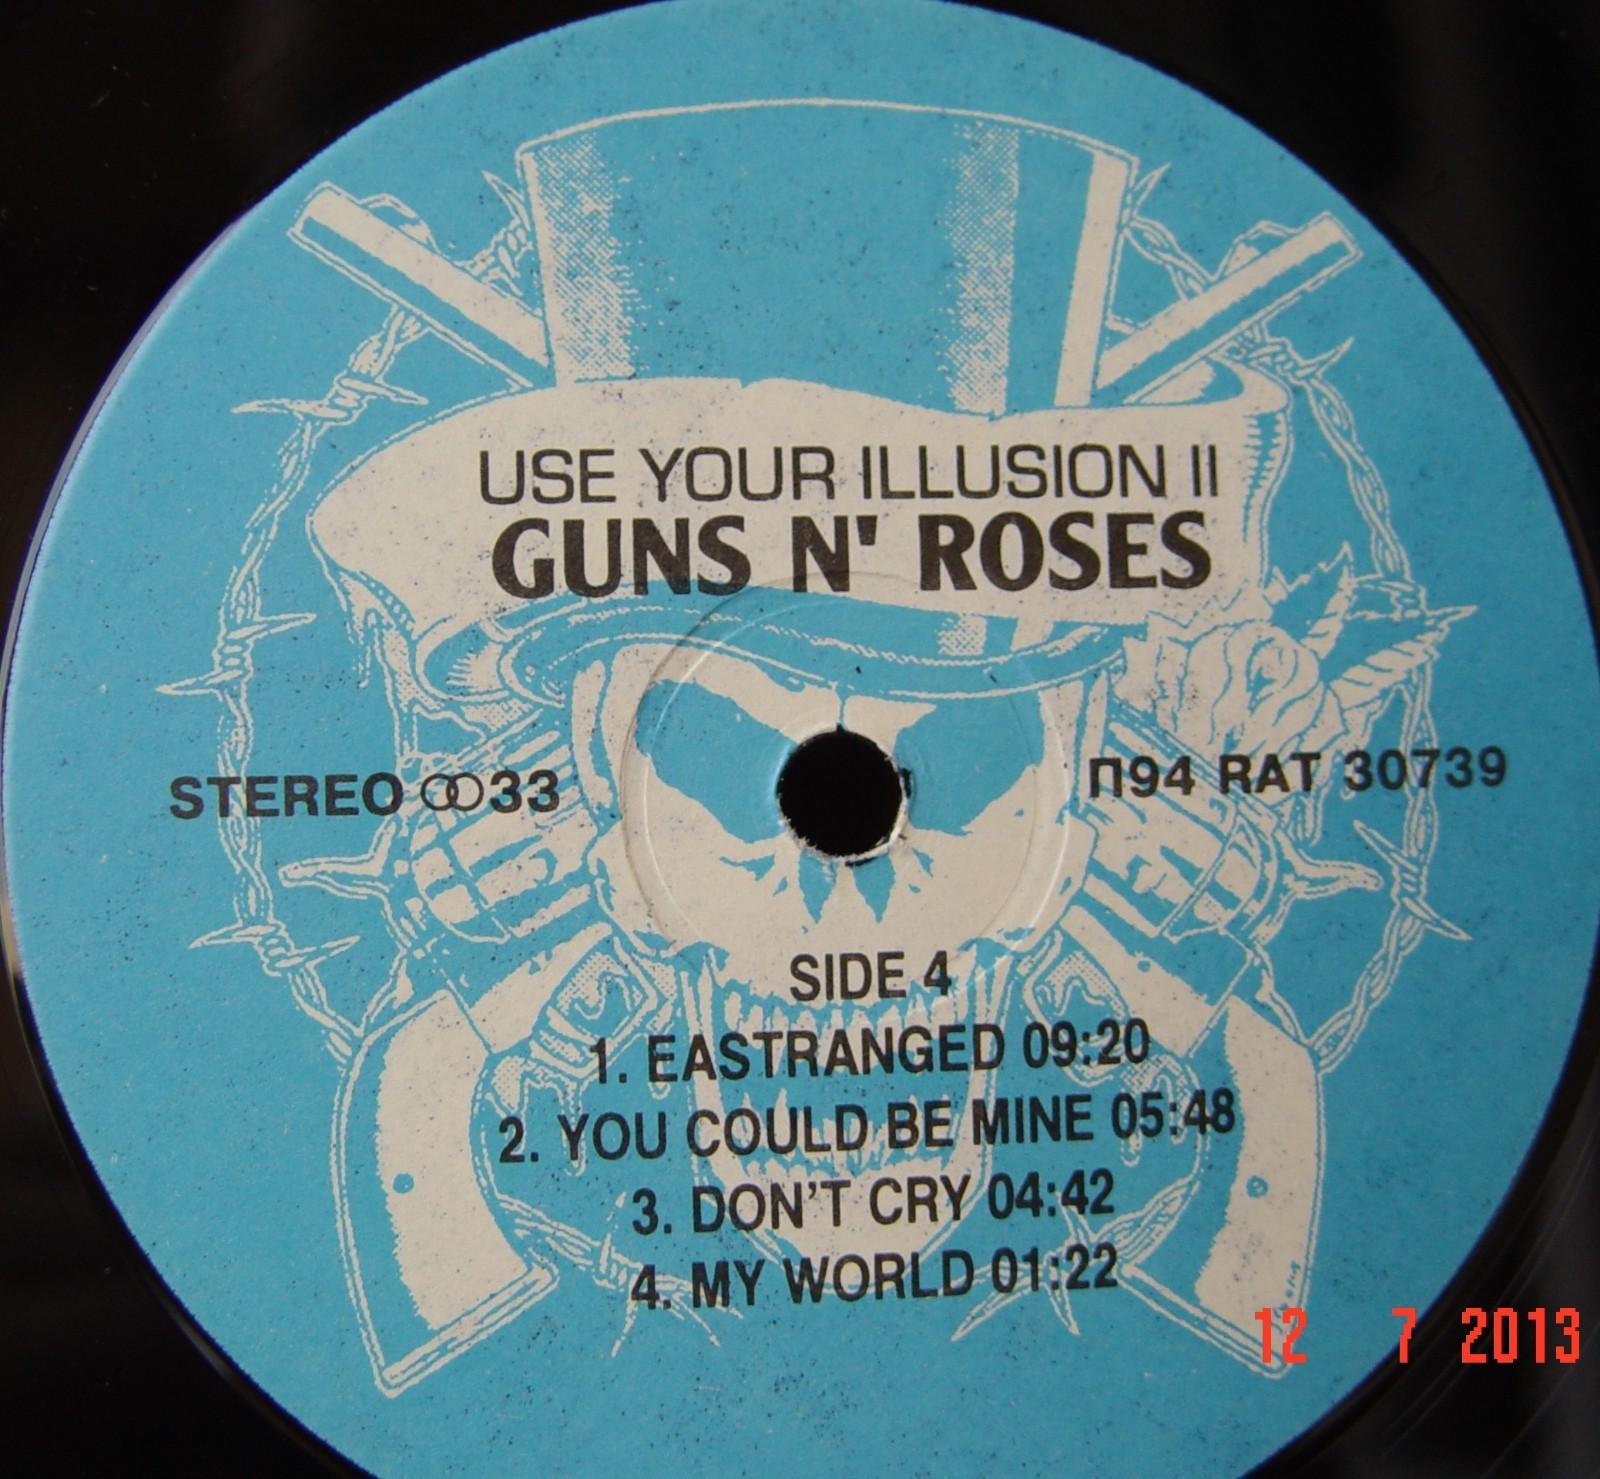 USE YOUR ILLUSION II
GUNS N' ROSES
STEREO 33
П94 RAT 30739
SIDE 4
1. EASTRANGED 09:20
2. YOU COULD BE MINE 05:48
3. DON'T CRY 04:42
4. MY WORLD 01:22
12 7 2013